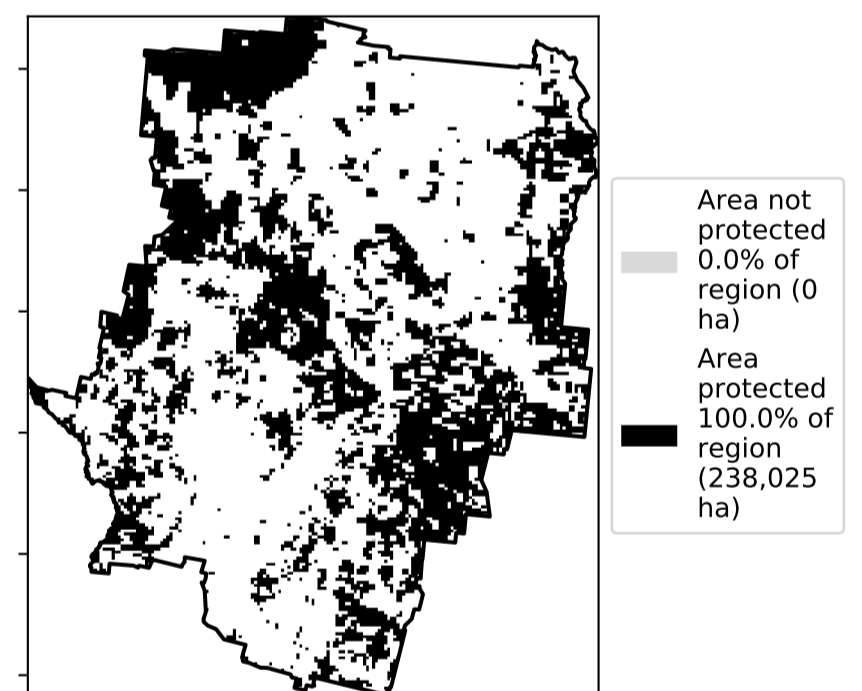 Area not
protected
0.0% of
region (0
ha)
Area
protected
100.0% of
region
(238,025
ha)